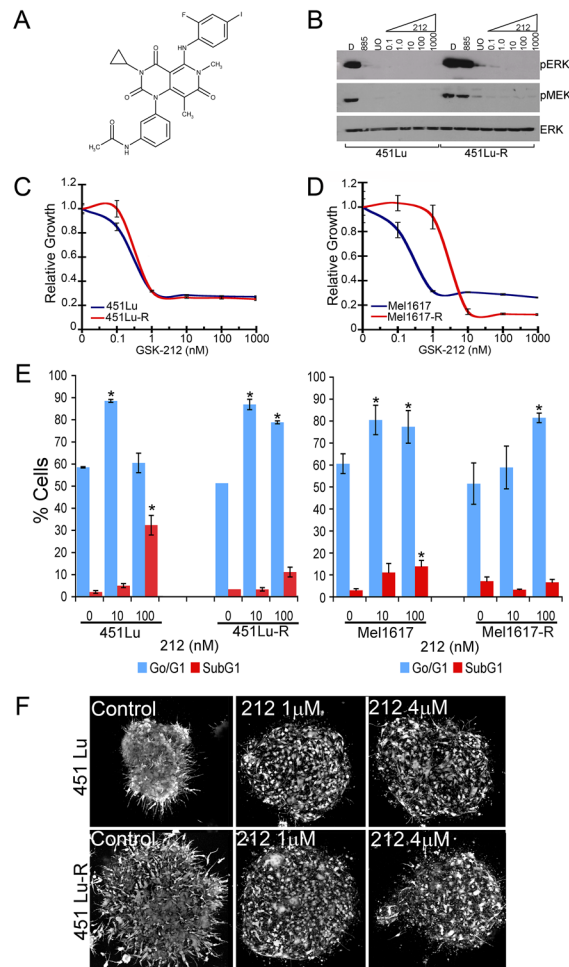 A
F
I
HN
O
O
CH₃
N
N
O
N
N
O
CH₃
O
H₃C
N
H
B
D
885
UO
0.1
1.0
10
100
1000
212
D
885
UO
0.1
1.0
10
100
1000
212
pERK
pMEK
ERK
451Lu
451Lu-R
C
Relative Growth
1.2
1.0
0.8
0.6
0.4
0.2
0
451Lu
451Lu-R
0
0.1
1
10
100
1000
GSK-212 (nM)
D
Relative Growth
1.2
1.0
0.8
0.6
0.4
0.2
0
Mel1617
Mel1617-R
0
0.1
1
10
100
1000
GSK-212 (nM)
E
% Cells
100
90
80
70
60
50
40
30
20
10
0
*
*
*
*
0 10 100 0 10 100
451Lu 451Lu-R
212 (nM)
Go/G1 SubG1
100
90
80
70
60
50
40
30
20
10
0
*
*
*
*
0 10 100 0 10 100
Mel1617 Mel1617-R
212 (nM)
Go/G1 SubG1
F
451 Lu
Control
212 1µM
212 4µM
451 Lu-R
Control
212 1µM
212 4µM